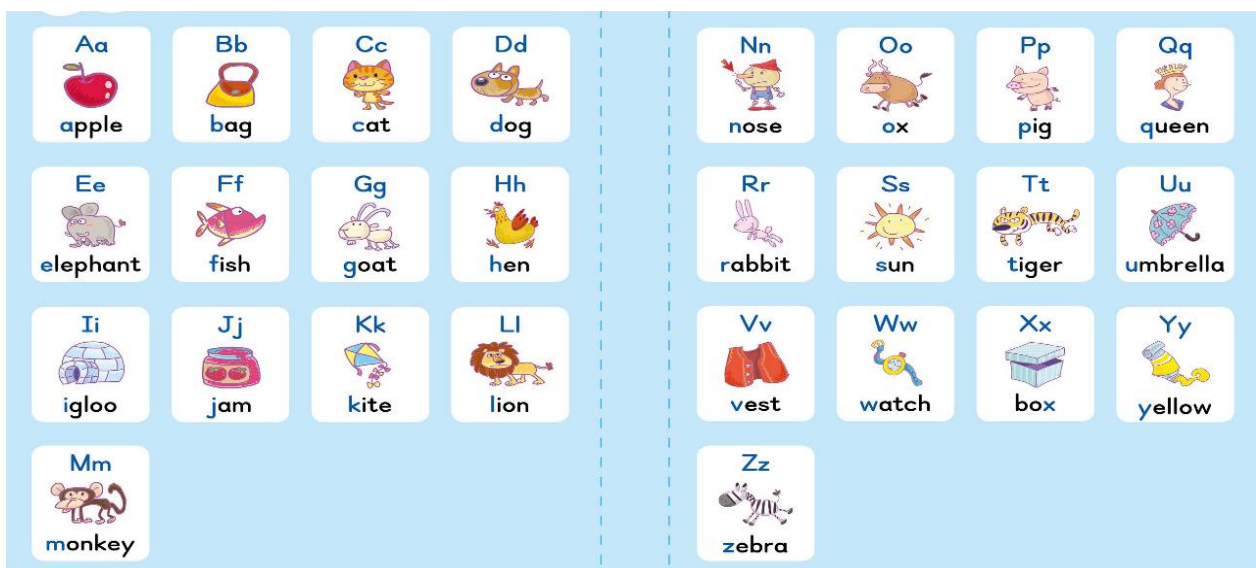 Aa
apple
Bb
bag
Cc
cat
Dd
dog
Ee
elephant
Ff
fish
Gg
goat
Hh
hen
Ii
igloo
Jj
jam
Kk
kite
Ll
lion
Mm
monkey
Nn
nose
Oo
ox
Pp
pig
Qq
queen
Rr
rabbit
Ss
sun
Tt
tiger
Uu
umbrella
Vv
vest
Ww
watch
Xx
box
Yy
yellow
Zz
zebra